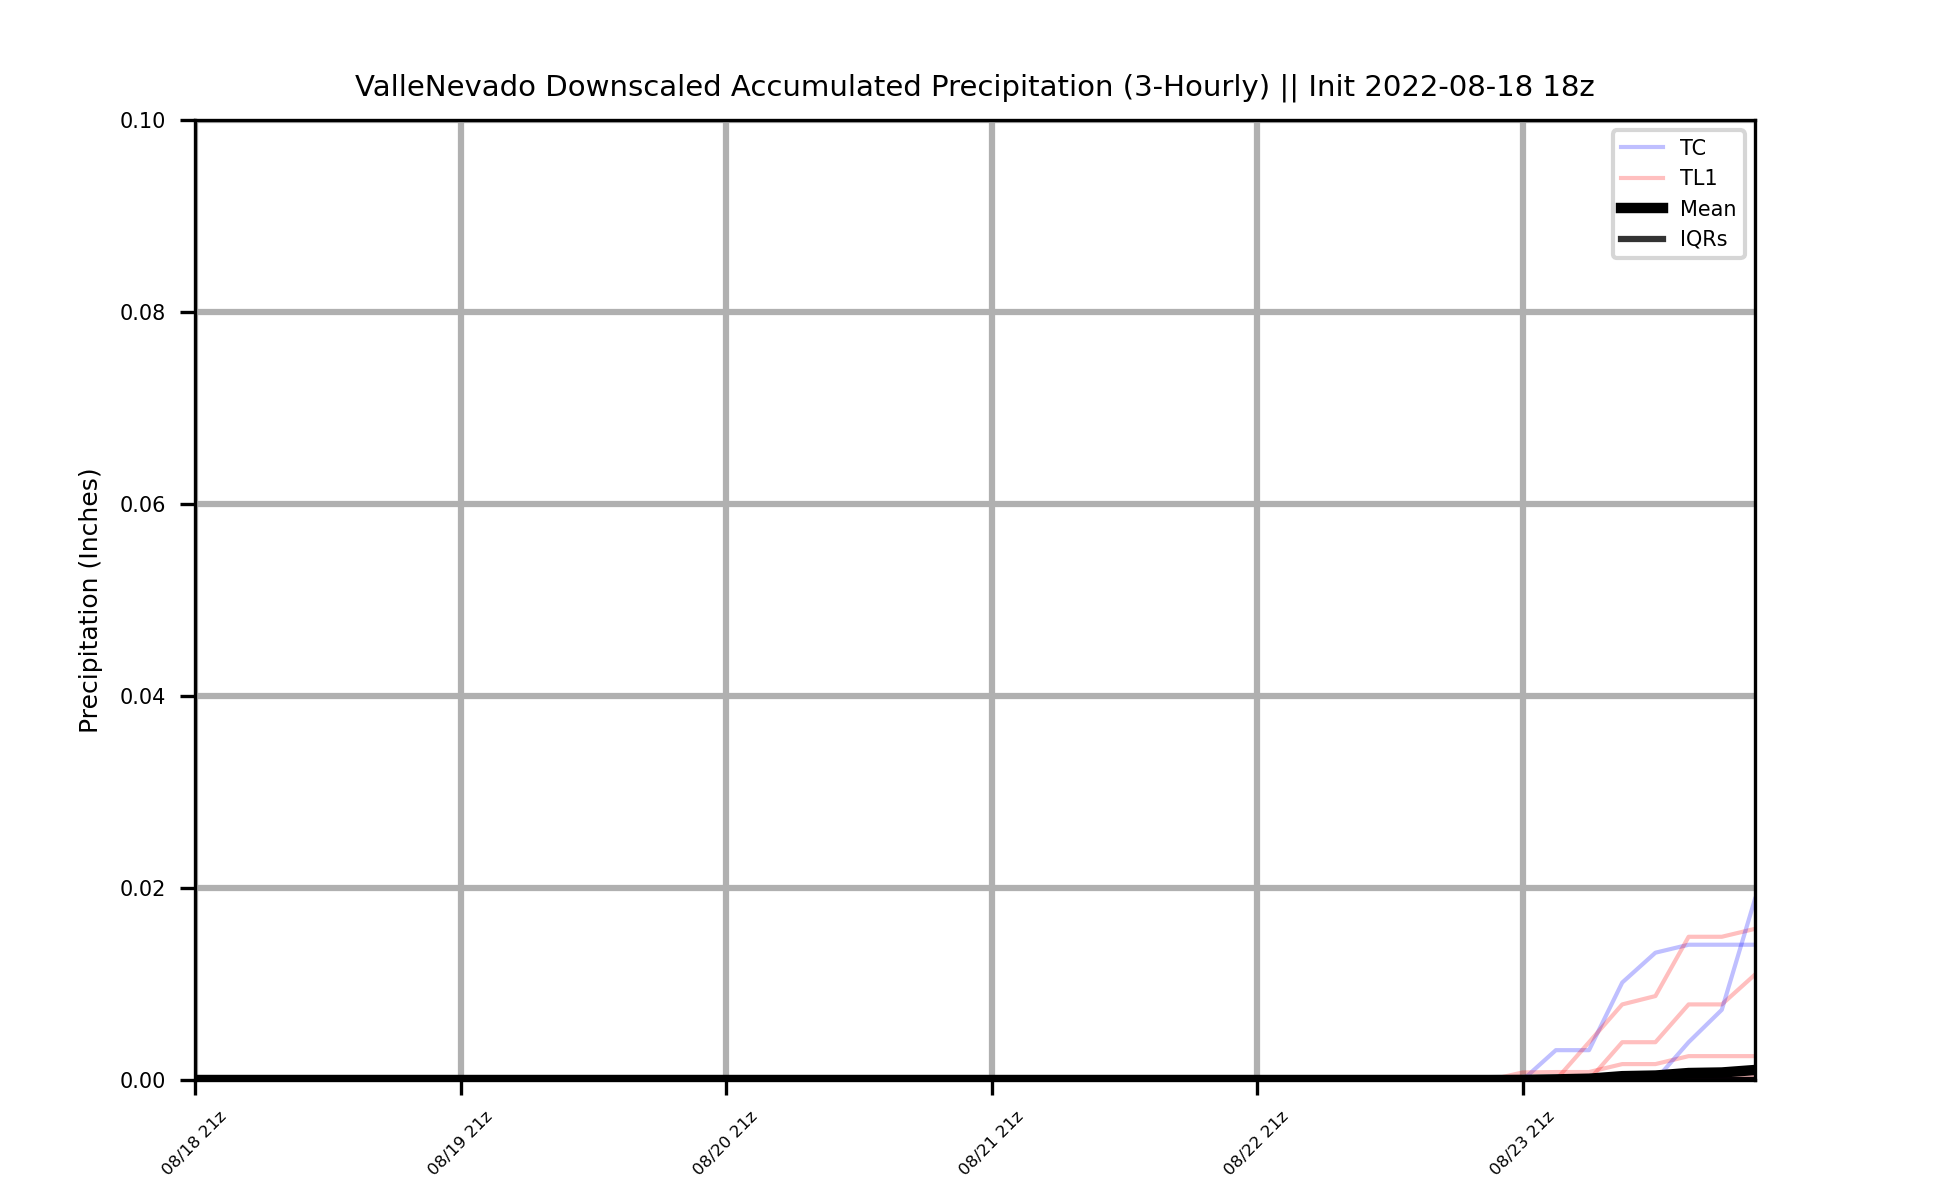 ValleNevado Downscaled Accumulated Precipitation (3-Hourly) || Init 2022-08-18 18z
0.10
0.08
0.06
0.04
0.02
0.00
Precipitation (Inches)
TC
TL1
Mean
IQRs
08/18 21z
08/19 21z
08/20 21z
08/21 21z
08/22 21z
08/23 21z